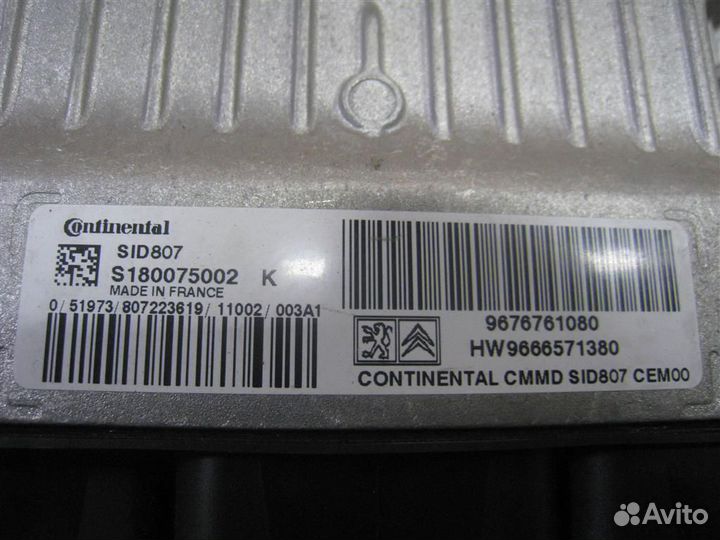 Continental
SID807
S180075002 K
MADE IN FRANCE
0/51973/807223619/11002/003A1
9676761080
HW9666571380
CONTINENTAL CMMD SID807 CEM00
Avito